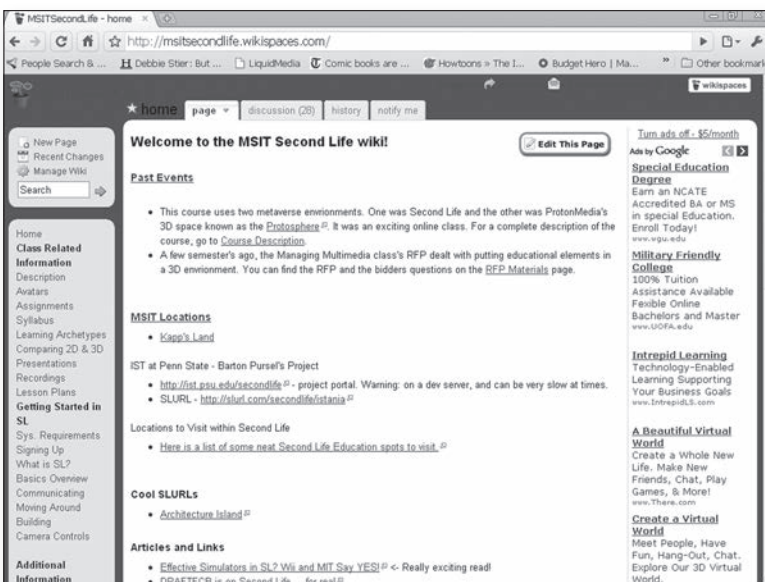 MSITSecondLife - home
http://msitsecondlife.wikispaces.com/
People Search & ...
Debbie Stier: But ...
LiquidMedia
Comic books are ...
Howtoons » The I...
Budget Hero | Ma...
»
Other bookmark
wikispaces
home
page
discussion (28)
history
notify me
New Page
Recent Changes
Manage Wiki
Search
Home
Class Related
Information
Description
Avatars
Assignments
Syllabus
Learning Archetypes
Comparing 2D & 3D
Presentations
Recordings
Lesson Plans
Getting Started in
SL
Sys. Requirements
Signing Up
What is SL?
Basics Overview
Communicating
Moving Around
Building
Camera Controls
Additional
Information
Welcome to the MSIT Second Life wiki!
Edit This Page
Past Events
• This course uses two metaverse envrionments. One was Second Life and the other was ProtonMedia's
3D space known as the Protosphere. It was an exciting online class. For a complete description of the
course, go to Course Description.
• A few semester's ago, the Managing Multimedia class's RFP dealt with putting educational elements in
a 3D envrionment. You can find the RFP and the bidders questions on the RFP Materials page.
MSIT Locations
• Kapp's Land
IST at Penn State - Barton Pursel's Project
• http://ist.psu.edu/secondlife - project portal. Warning: on a dev server, and can be very slow at times.
• SLURL - http://slurl.com/secondlife/istania
Locations to Visit within Second Life
• Here is a list of some neat Second Life Education spots to visit.
Cool SLURLs
• Architecture Island
Articles and Links
• Effective Simulators in SL? Wii and MIT Say YES! <- Really exciting read!
• DRAFTECB is on Second Life... for real
Turn ads off - $5/month
Ads by Google
Special Education
Degree
Earn an NCATE
Accredited BA or MS
in special Education.
Enroll Today!
www.wgu.edu
Military Friendly
College
100% Tuition
Assistance Available
Fexible Online
Bachelors and Master
www.UOFA.edu
Intrepid Learning
Technology-Enabled
Learning Supporting
Your Business Goals
www.IntrepidLS.com
A Beautiful Virtual
World
Create a Whole New
Life. Make New
Friends, Chat, Play
Games, & More!
www.There.com
Create a Virtual
World
Meet People, Have
Fun, Hang-Out, Chat.
Explore Our 3D Virtual
World.